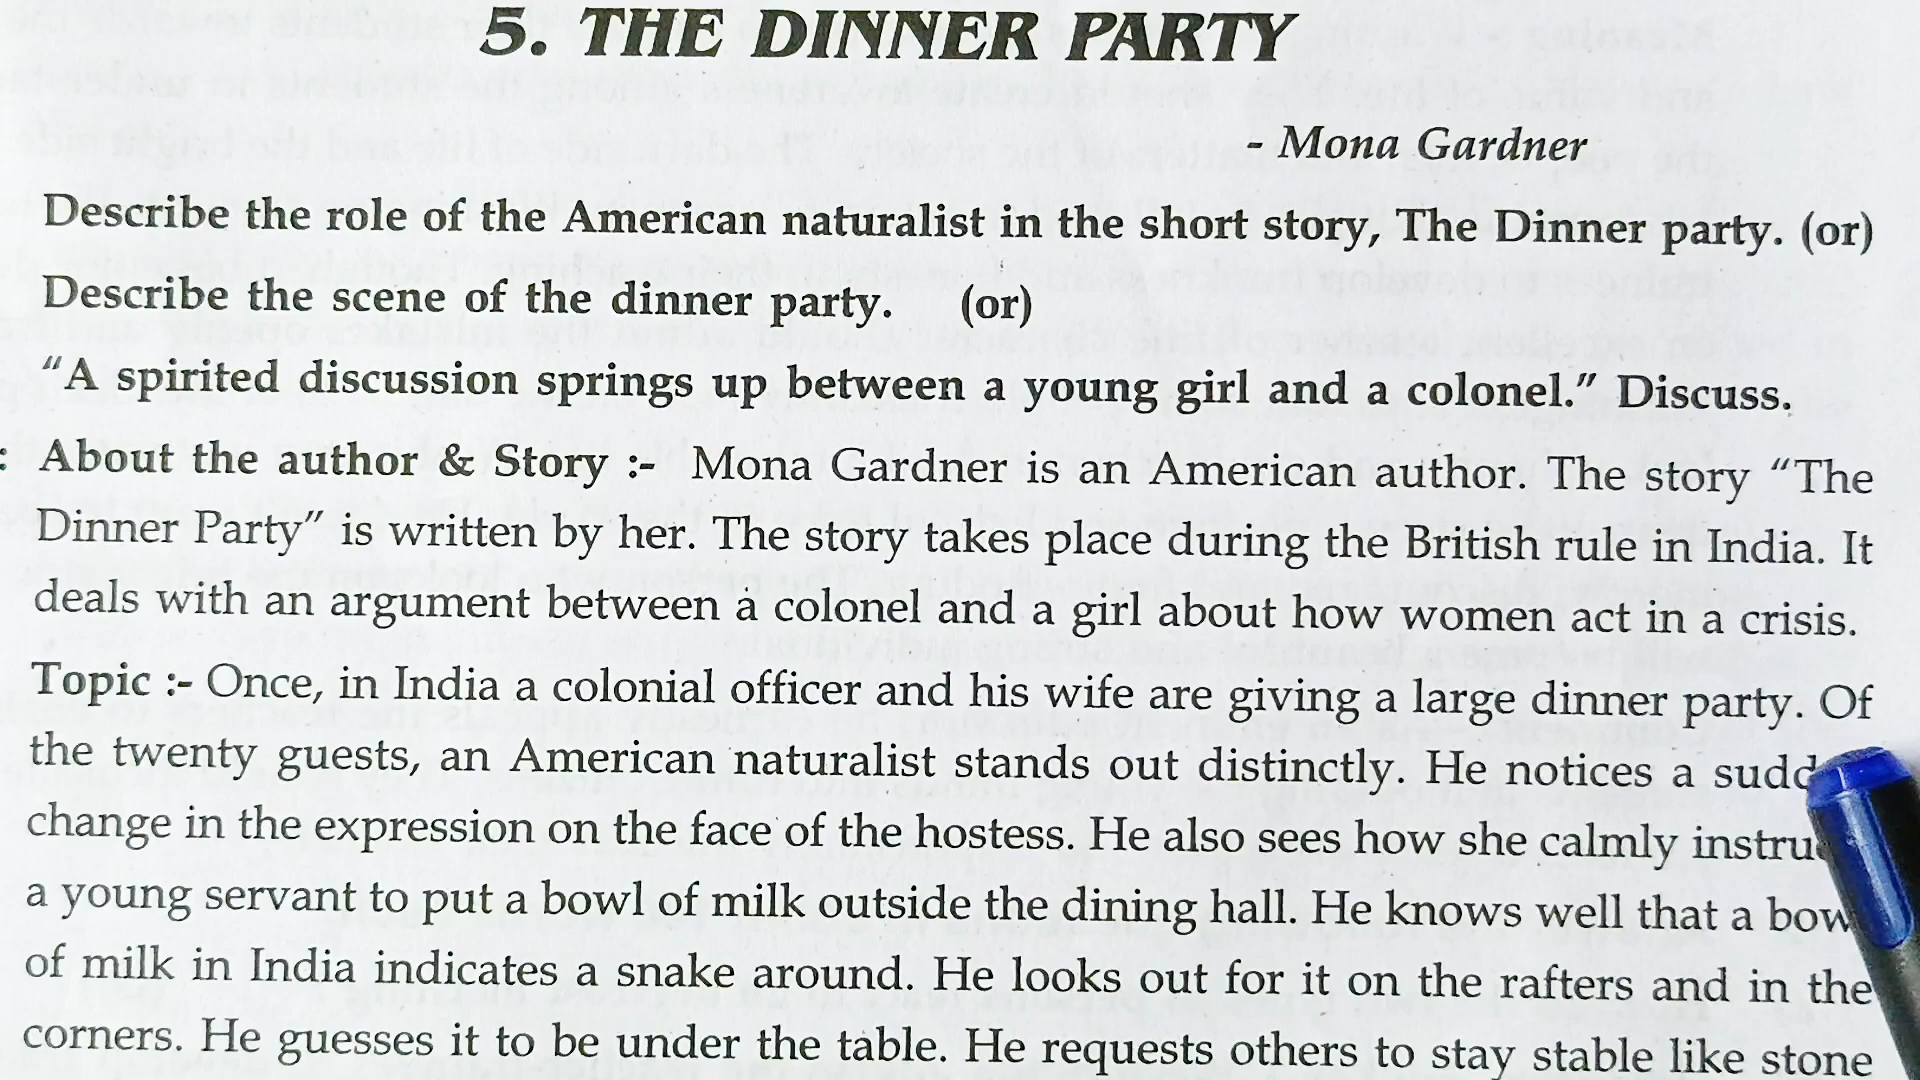 5. THE DINNER PARTY
- Mona Gardner
Describe the role of the American naturalist in the short story, The Dinner party. (or)
Describe the scene of the dinner party. (or)
“A spirited discussion springs up between a young girl and a colonel.” Discuss.
: About the author & Story :- Mona Gardner is an American author. The story “The
Dinner Party” is written by her. The story takes place during the British rule in India. It
deals with an argument between a colonel and a girl about how women act in a crisis.
Topic :- Once, in India a colonial officer and his wife are giving a large dinner party. Of
the twenty guests, an American naturalist stands out distinctly. He notices a
change in the expression on the face of the hostess. He also sees how she calmly
a young servant to put a bowl of milk outside the dining hall. He knows well that a
of milk in India indicates a snake around. He looks out for it on the rafters and in the
corners. He guesses it to be under the table. He requests others to stay stable like stone